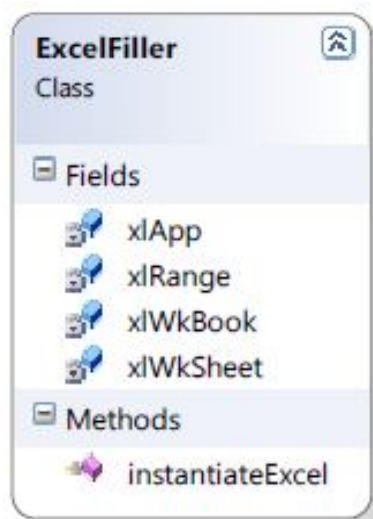 ExcelFiller
Class
Fields
xlApp
xlRange
xlWkBook
xlWkSheet
Methods
instantiateExcel